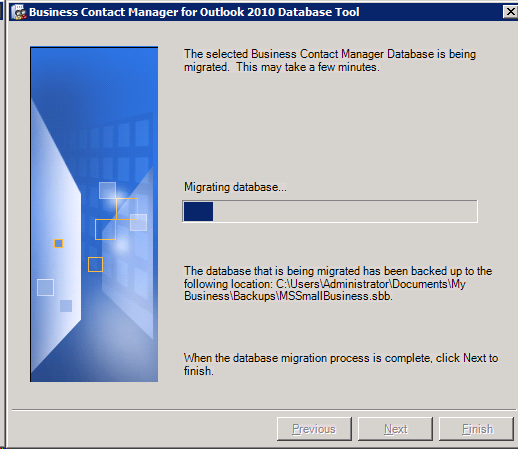 Business Contact Manager for Outlook 2010 Database Tool
The selected Business Contact Manager Database is being
migrated. This may take a few minutes.
Migrating database...
The database that is being migrated has been backed up to the
following location: C:\Users\Administrator\Documents\My
Business\Backups\MSSmallBusiness.sbb.
When the database migration process is complete, click Next to
finish.
Previous
Next
Finish